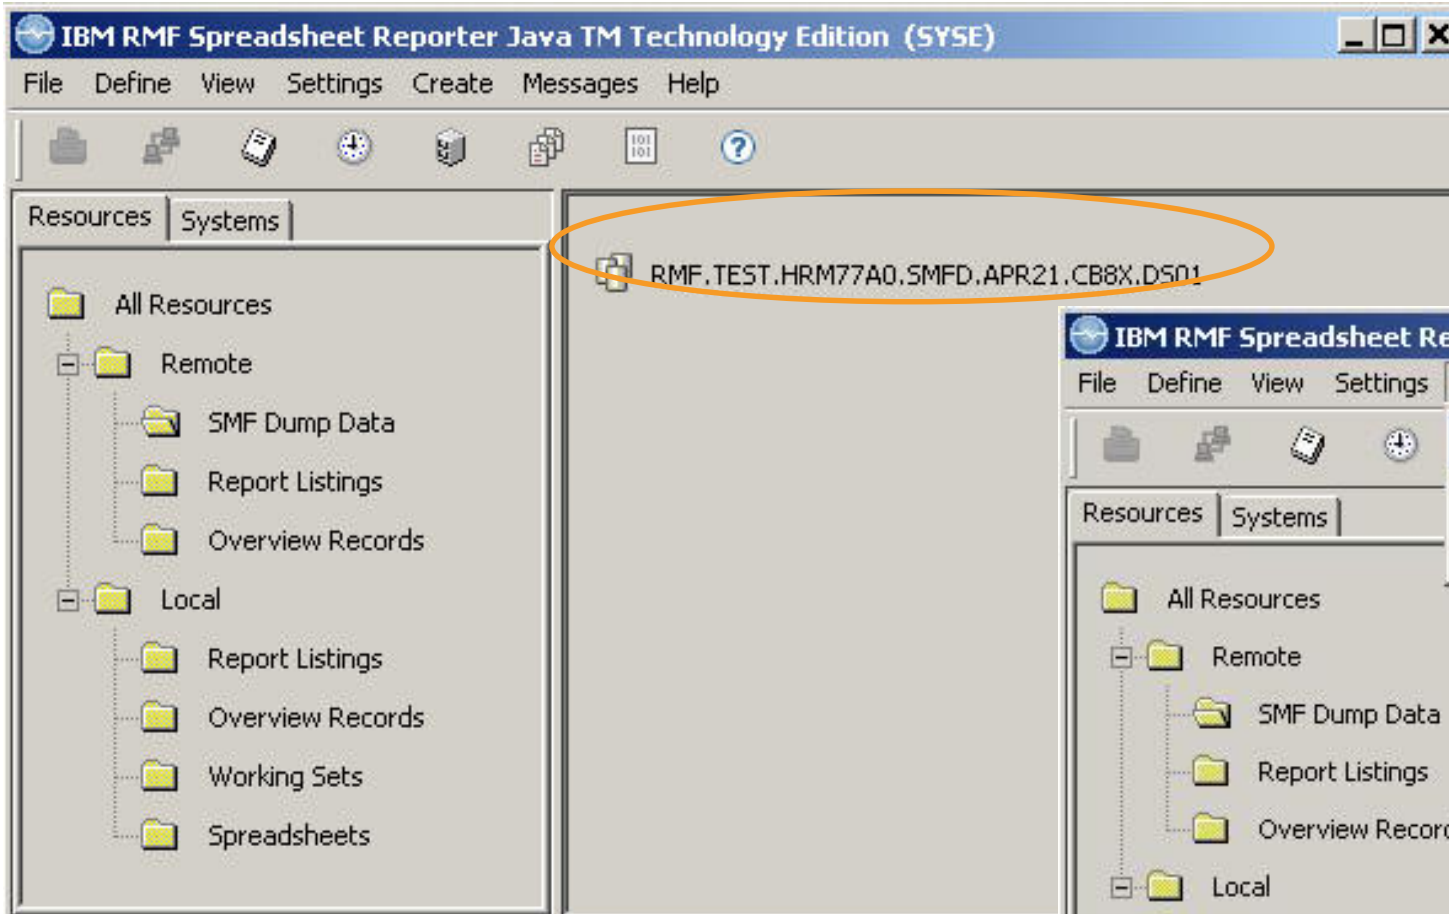 IBM RMF Spreadsheet Reporter Java TM Technology Edition (SYSE)
File Define View Settings Create Messages Help
Resources Systems
All Resources
Remote
SMF Dump Data
Report Listings
Overview Records
Local
Report Listings
Overview Records
Working Sets
Spreadsheets
RMF.TEST.HRM77A0.SMFD.APR21.CB8X.DS01
IBM RMF Spreadsheet Re
File Define View Settings
Resources Systems
All Resources
Remote
SMF Dump Data
Report Listings
Overview Record
Local